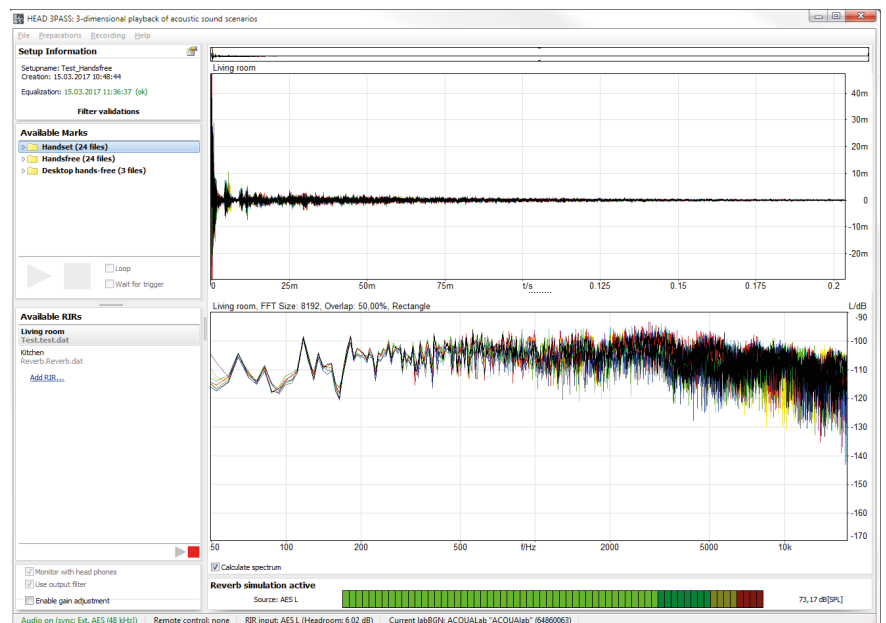 HEAD 3PASS: 3-dimensional playback of acoustic sound scenarios
File Preparations Recording Help
Setup Information
Setupname: Test_Handsfree
Creation: 15.03.2017 10:48:44
Equalization: 15.03.2017 11:36:37 (ok)
Filter validations
Available Marks
Handset (24 files)
Handsfree (24 files)
Desktop hands-free (3 files)
Loop
Wait for trigger
Available RIRs
Living room
Test.test.dat
Kitchen
Reverb.Reverb.dat
Add RIR...
Monitor with head phones
Use output filter
Enable gain adjustment
Living room
40m
30m
20m
10m
0
-10m
-20m
0 25m 50m 75m t/s 0.125 0.15 0.175 0.2
Living room, FFT Size: 8192, Overlap: 50,00%, Rectangle L/dB
-90
-100
-110
-120
-130
-140
-150
-160
-170
50 100 200 500 f/Hz 2000 5000 10k
Calculate spectrum
Reverb simulation active
Source: AES L 73,17 dB[SPL]
Audio on (sync: Ext. AES (48 kHz)) Remote control: none RIR input: AES L (Headroom: 6.02 dB) Current labBGN: ACOUALab "ACOUAlab" (64860063)